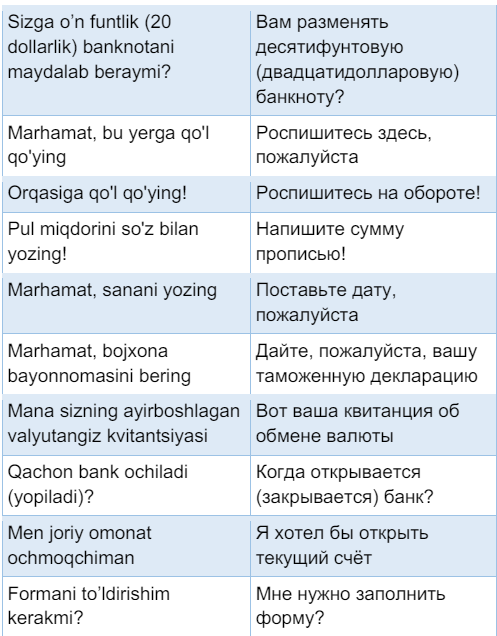 Sizga o’n funtlik (20
dollarlik) banknotani
maydalab beraymi?
Вам разменять
десятифунтовую
(двадцатидолларовую)
банкноту?
Marhamat, bu yerga qo'l
qo'ying
Роспишитесь здесь,
пожалуйста
Orqasiga qo'l qo'ying!
Роспишитесь на обороте!
Pul miqdorini so'z bilan
yozing!
Напишите сумму
прописью!
Marhamat, sanani yozing
Поставьте дату,
пожалуйста
Marhamat, bojxona
bayonnomasini bering
Дайте, пожалуйста, вашу
таможенную декларацию
Mana sizning ayirboshlagan
valyutangiz kvitantsiyasi
Вот ваша квитанция об
обмене валюты
Qachon bank ochiladi
(yopiladi)?
Когда открывается
(закрывается) банк?
Men joriy omonat
ochmoqchiman
Я хотел бы открыть
текущий счёт
Formani to’ldirishim
kerakmi?
Мне нужно заполнить
форму?